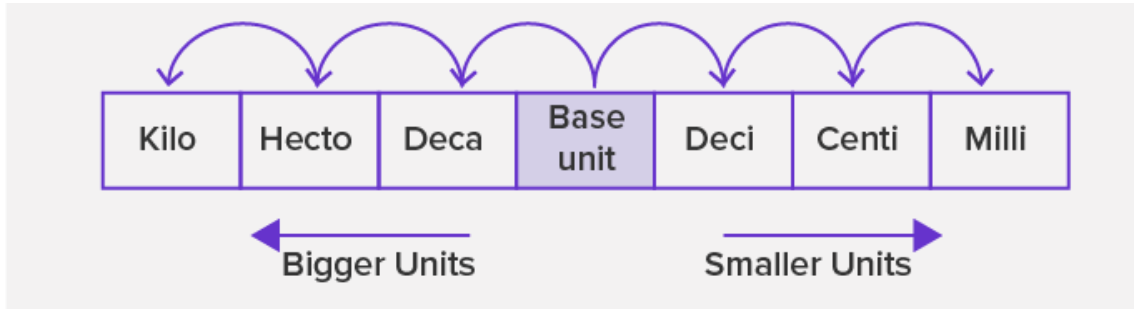 Kilo
Hecto
Deca
Base
unit
Deci
Centi
Milli
Bigger Units
Smaller Units